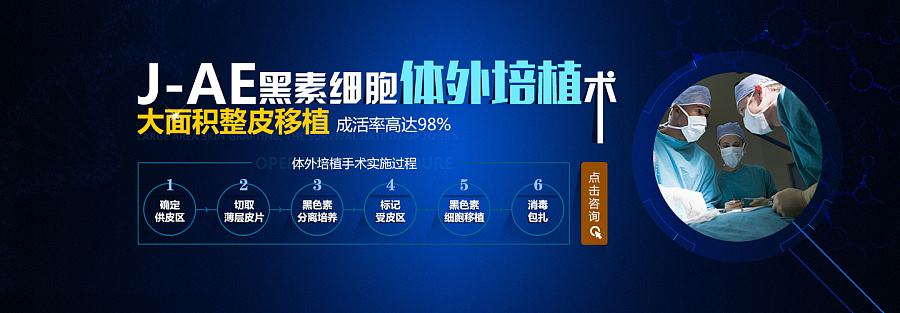 J-AE黑素细胞体外培植术
大面积整皮移植 成活率高达98%
体外培植手术实施过程
1 2 3 4 5 6
确定供皮区
切取薄层皮片
黑色素分离培养
标记受皮区
黑色素细胞移植
消毒包扎
点击咨询